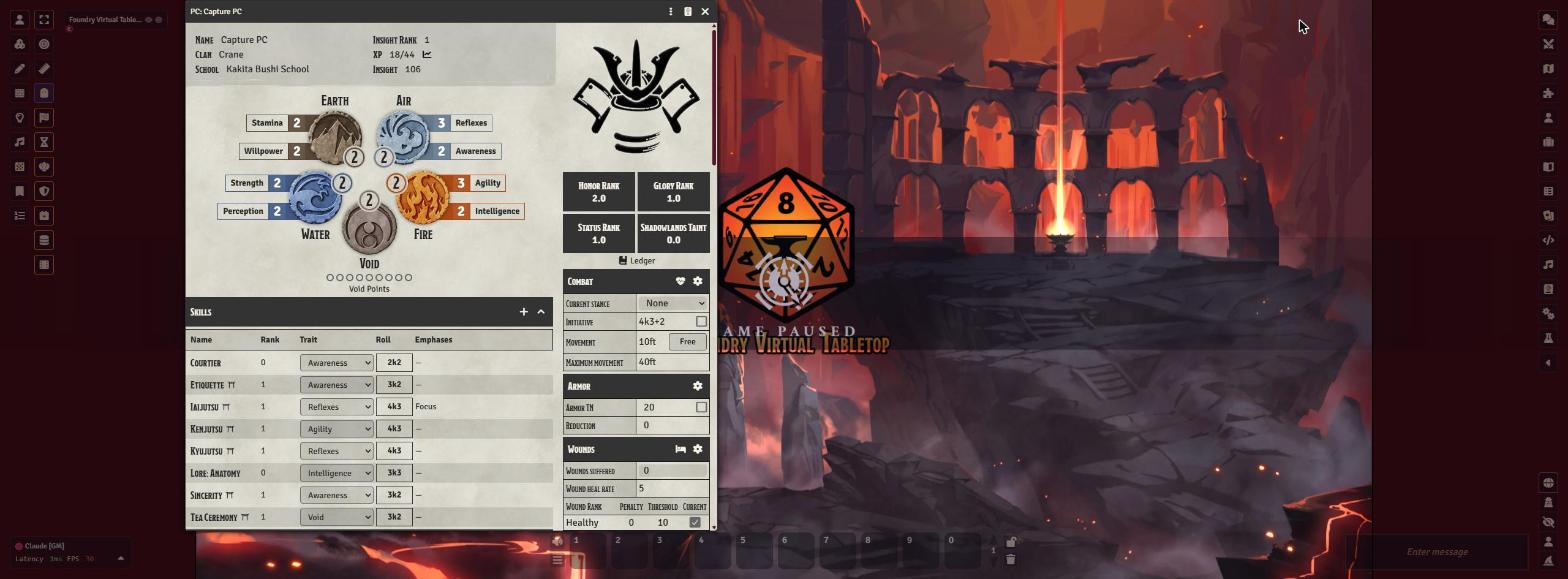 Foundry Virtual Table...
PC: Capture PC
Name Capture PC
Insight Rank 1
Clan Crane
XP 18/44
School Kakita Bushi School
Insight 106
Earth
Air
Stamina 2
3 Reflexes
Willpower 2
2 2
2 Awareness
Strength 2
2 2
3 Agility
Perception 2
2
2 Intelligence
Water
Fire
Void
Void Points
Honor Rank
2.0
Glory Rank
1.0
Status Rank
1.0
Shadowlands Taint
0.0
Ledger
Skills
Name Rank Trait Roll Emphases
Courtier 0 Awareness 2k2 –
Etiquette 1 Awareness 3k2 –
Iaijutsu 1 Reflexes 4k3 Focus
Kenjutsu 1 Agility 4k3 –
Kyujutsu 1 Reflexes 4k3 –
Lore: Anatomy 0 Intelligence 3k3 –
Sincerity 1 Awareness 3k2 –
Tea Ceremony 1 Void 3k2 –
Combat
Current stance None
Initiative 4k3+2
Movement 10ft Free
Maximum movement 40ft
Armor
Armor TN 20
Reduction 0
Wounds
Wounds suffered 0
Wound heal rate 5
Wound Rank Penalty Threshold Current
Healthy 0 10
8
AME PAUSED
DRY VIRTUAL TABLETOP
Claude [GM]
Latency 3ms FPS 30
1 2 3 4 5 6 7 8 9 0
1
Enter message